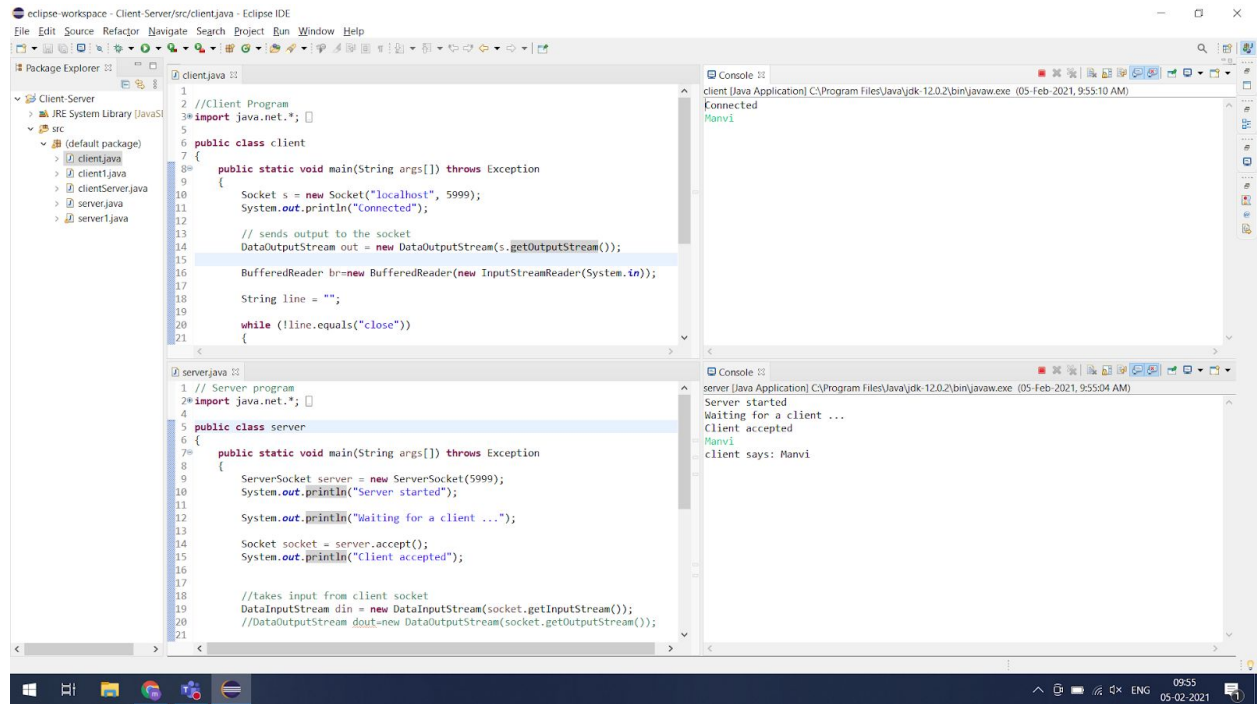 eclipse-workspace - Client-Server/src/client.java - Eclipse IDE
File Edit Source Refactor Navigate Search Project Run Window Help
Package Explorer
Client-Server
JRE System Library [JavaSE
src
(default package)
client.java
client1.java
clientServer.java
server.java
server1.java
client.java
1
2 //Client Program
3 import java.net.*;
5
6 public class client
7 {
8 public static void main(String args[]) throws Exception
9 {
10 Socket s = new Socket("localhost", 5999);
11 System.out.println("Connected");
12
13 // sends output to the socket
14 DataOutputStream out = new DataOutputStream(s.getOutputStream());
15
16 BufferedReader br=new BufferedReader(new InputStreamReader(System.in));
17
18 String line = "";
19
20 while (!line.equals("close"))
21 {
Console
client [Java Application] C:\Program Files\Java\jdk-12.0.2\bin\javaw.exe (05-Feb-2021, 9:55:10 AM)
Connected
Manvi
server.java
1 // Server program
2 import java.net.*;
4
5 public class server
6 {
7 public static void main(String args[]) throws Exception
8 {
9 ServerSocket server = new ServerSocket(5999);
10 System.out.println("Server started");
11
12 System.out.println("Waiting for a client ...");
13
14 Socket socket = server.accept();
15 System.out.println("Client accepted");
16
17
18 //takes input from client socket
19 DataInputStream din = new DataInputStream(socket.getInputStream());
20 //DataOutputStream dout=new DataOutputStream(socket.getOutputStream());
21
Console
server [Java Application] C:\Program Files\Java\jdk-12.0.2\bin\javaw.exe (05-Feb-2021, 9:55:04 AM)
Server started
Waiting for a client ...
Client accepted
Manvi
client says: Manvi
ENG
09:55
05-02-2021